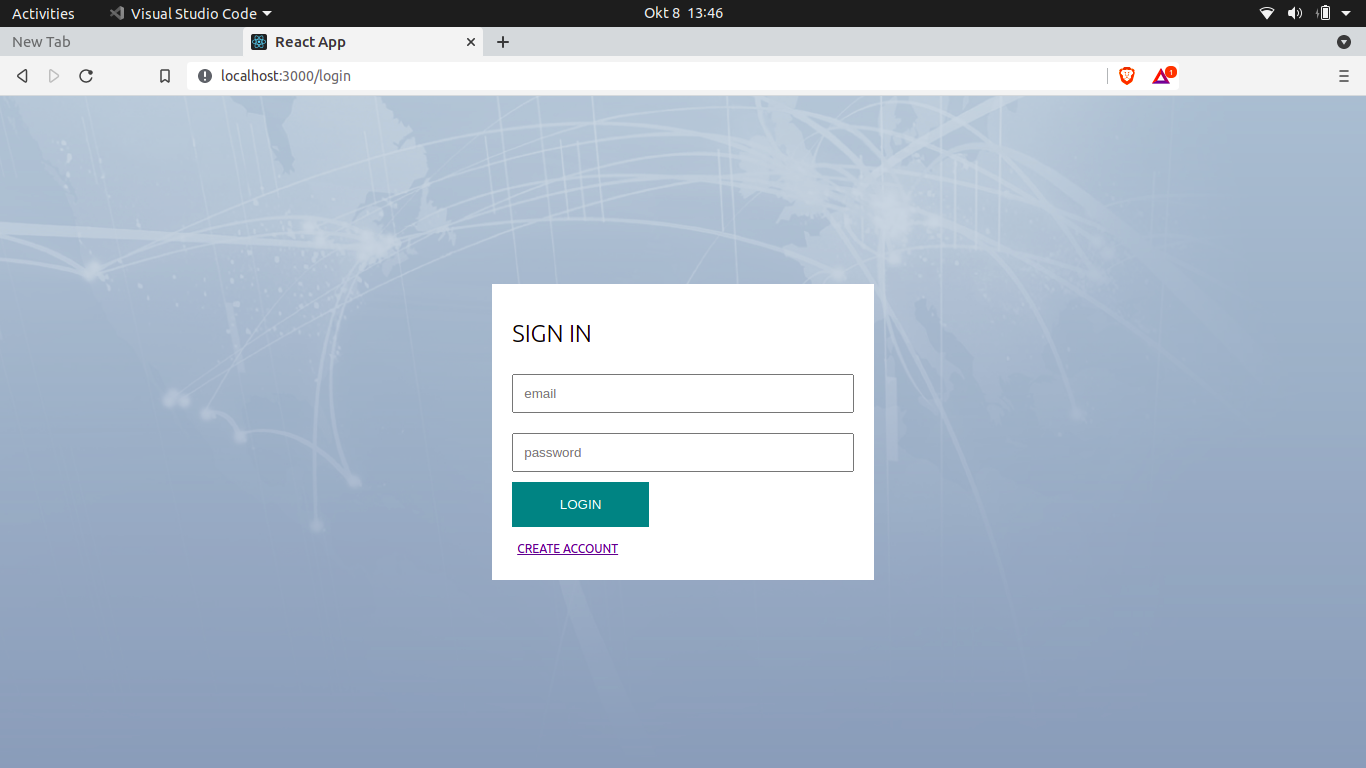 Activities Visual Studio Code Okt 8 13:46
New Tab React App
localhost:3000/login 1
SIGN IN
email
password
LOGIN
CREATE ACCOUNT